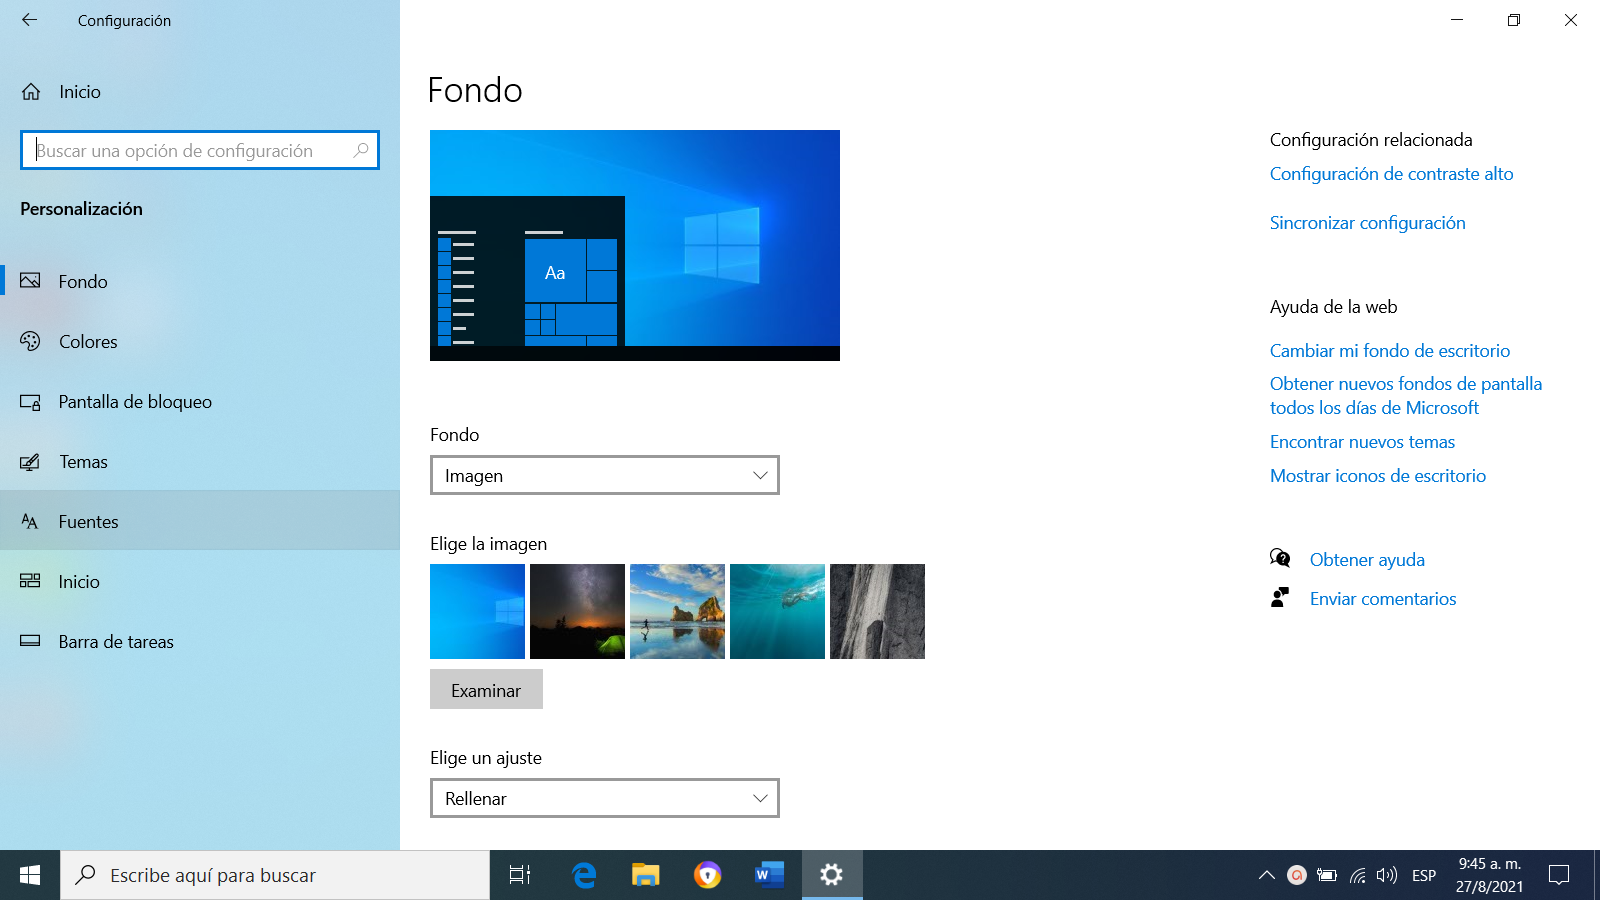 Configuración
Inicio
Buscar una opción de configuración
Personalización
Fondo
Colores
Pantalla de bloqueo
Temas
Fuentes
Inicio
Barra de tareas
Fondo
Aa
Fondo
Imagen
Elige la imagen
Examinar
Elige un ajuste
Rellenar
Configuración relacionada
Configuración de contraste alto
Sincronizar configuración
Ayuda de la web
Cambiar mi fondo de escritorio
Obtener nuevos fondos de pantalla
todos los días de Microsoft
Encontrar nuevos temas
Mostrar iconos de escritorio
Obtener ayuda
Enviar comentarios
Escribe aquí para buscar
ESP
9:45 a. m.
27/8/2021